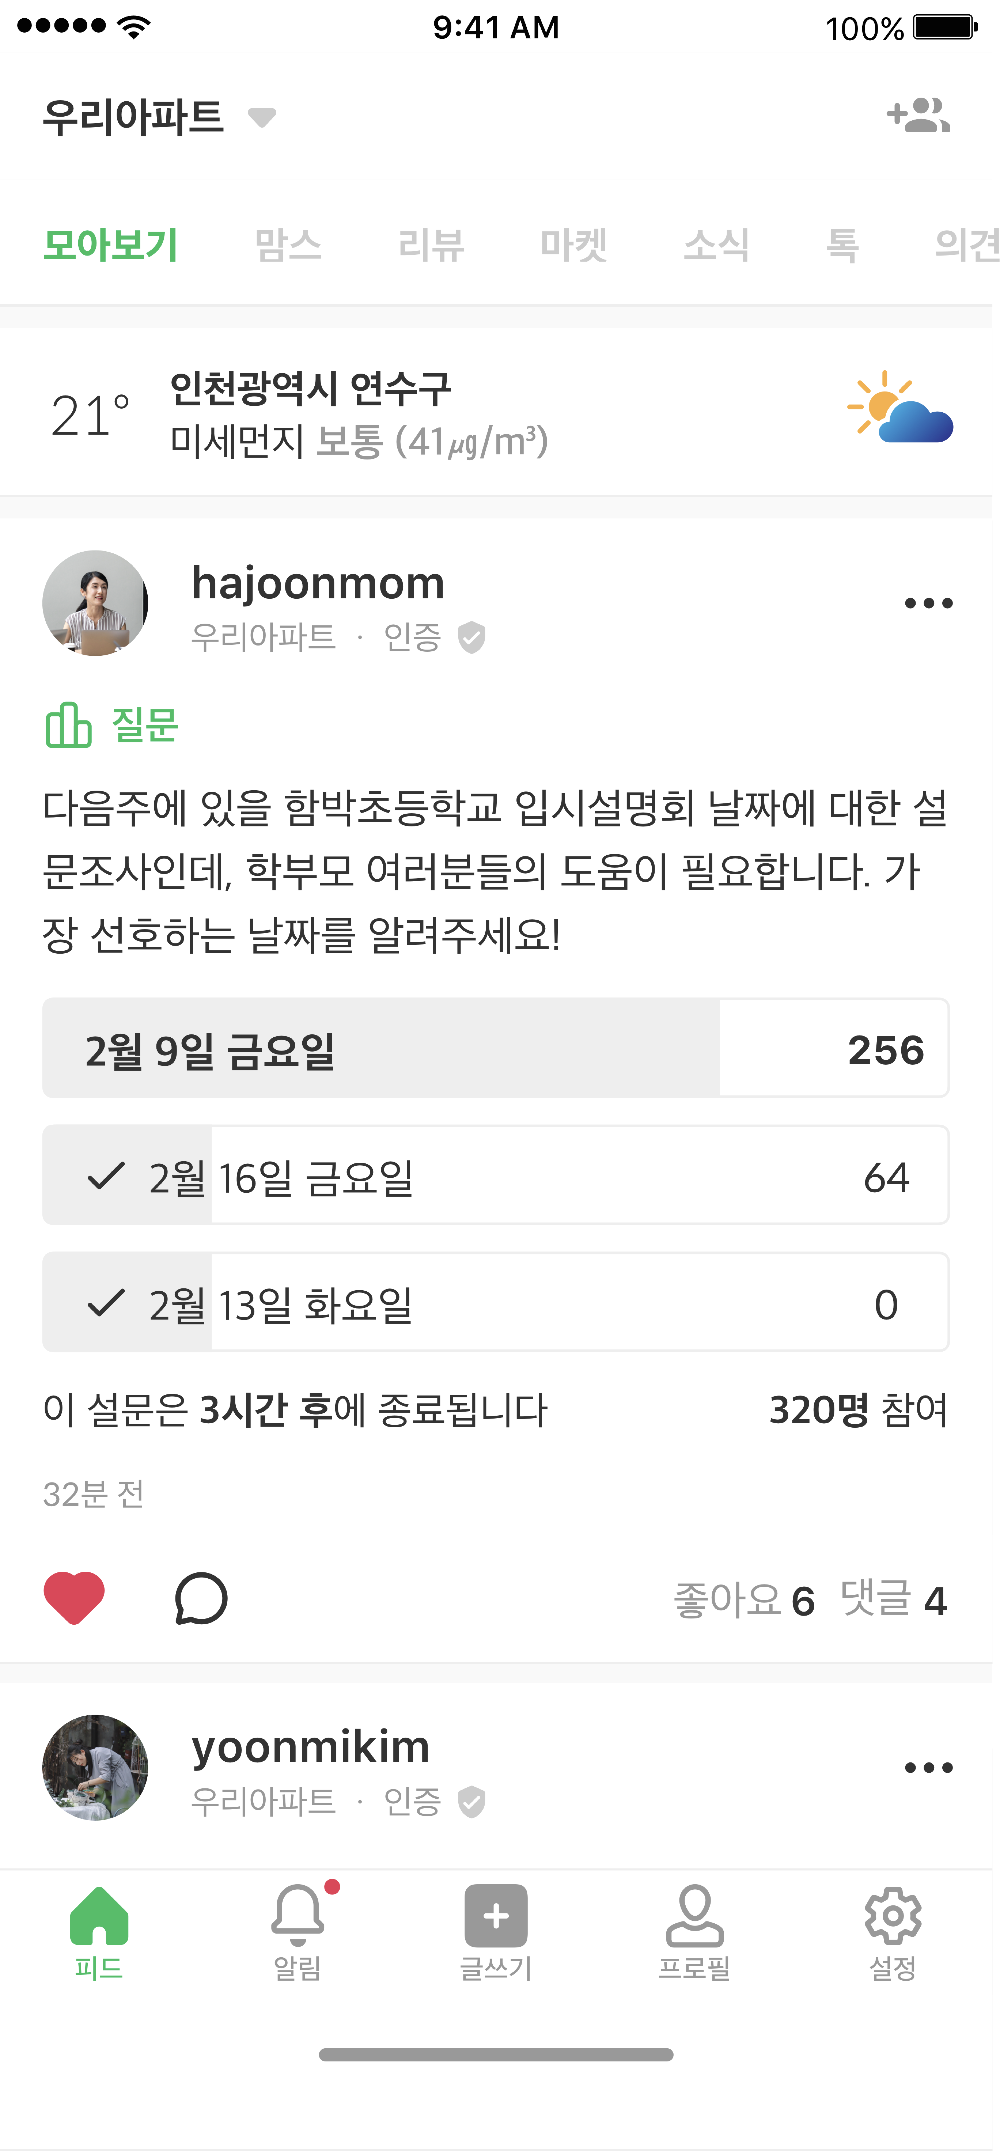 9:41 AM
100%
우리아파트
모아보기 맘스 리뷰 마켓 소식 톡 의견
21°
인천광역시 연수구
미세먼지 보통 (41㎍/m³)
hajoonmom
우리아파트 · 인증
질문
다음주에 있을 함박초등학교 입시설명회 날짜에 대한 설
문조사인데, 학부모 여러분들의 도움이 필요합니다. 가
장 선호하는 날짜를 알려주세요!
2월 9일 금요일 256
2월 16일 금요일 64
2월 13일 화요일 0
이 설문은 3시간 후에 종료됩니다 320명 참여
32분 전
좋아요 6 댓글 4
yoonmikim
우리아파트 · 인증
피드 알림 글쓰기 프로필 설정